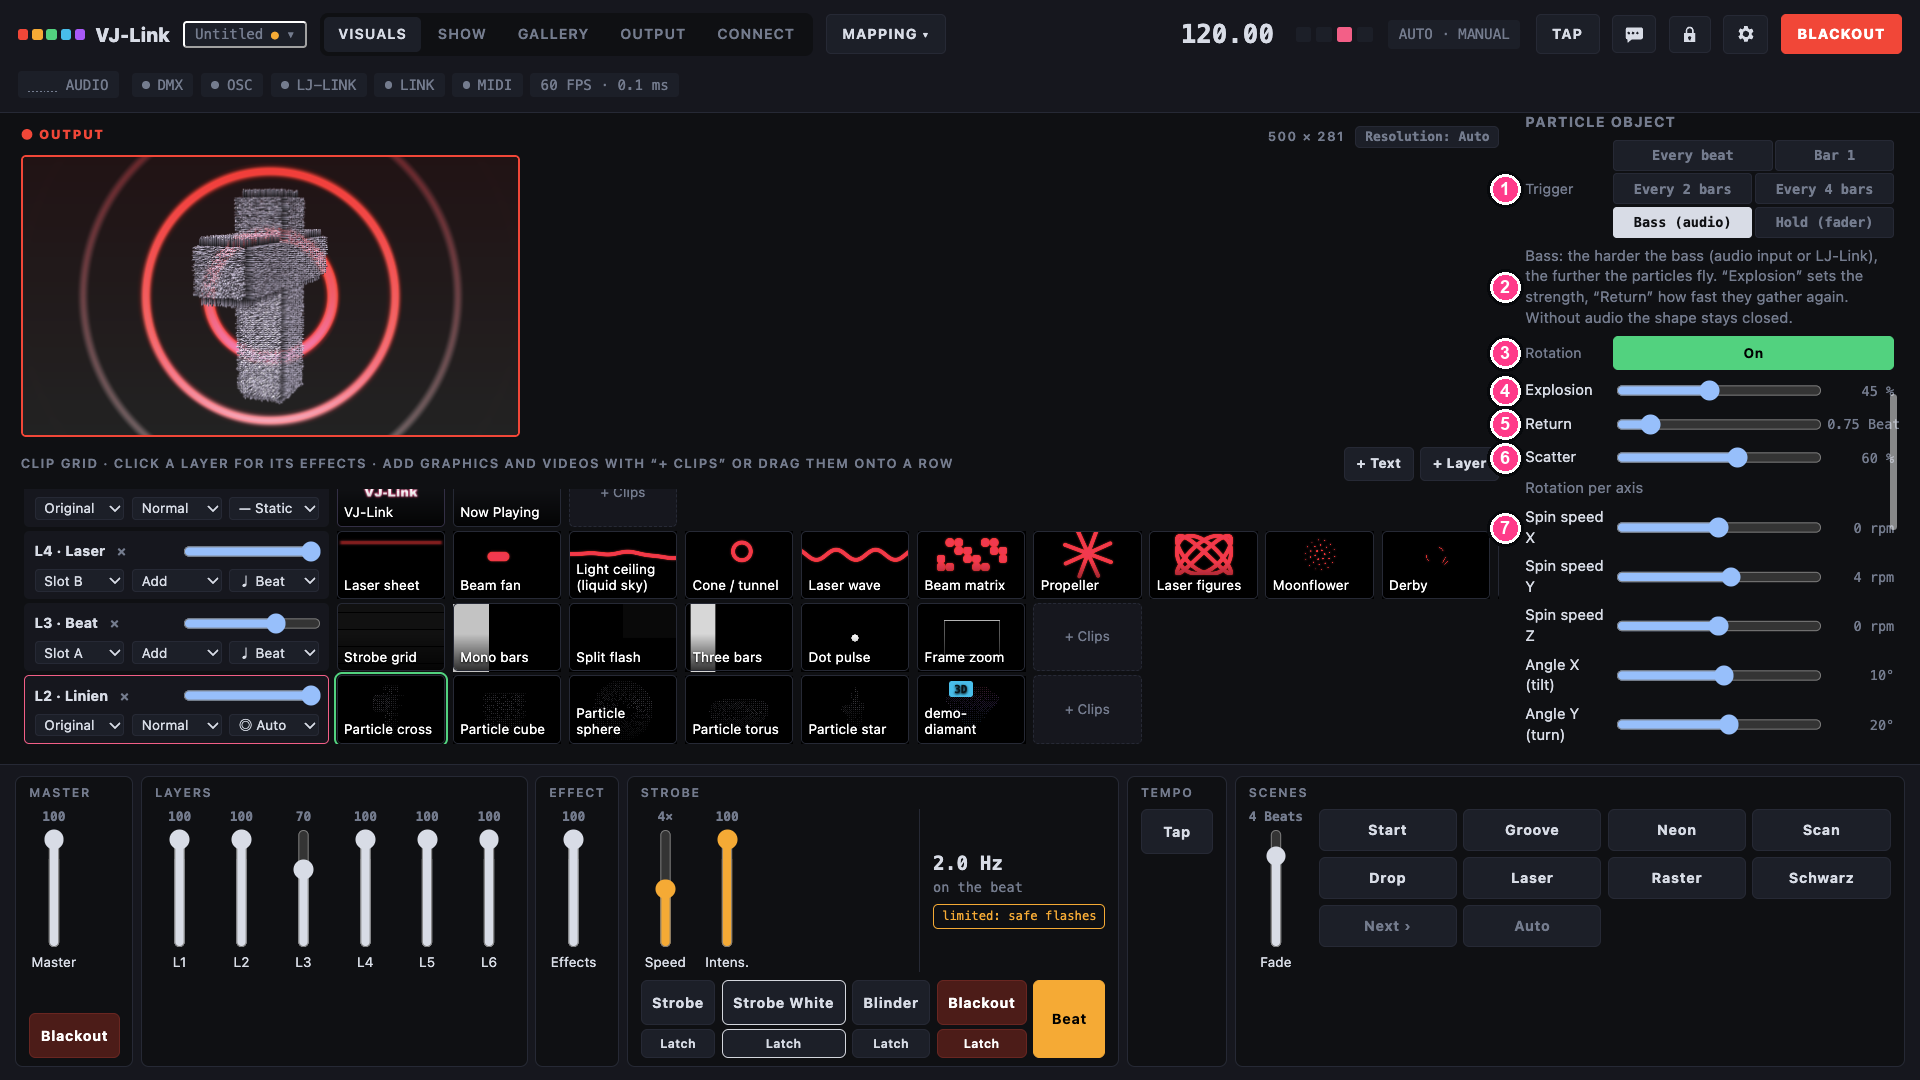 VJ-Link
Untitled
VISUALS
SHOW
GALLERY
OUTPUT
CONNECT
MAPPING
120.00
AUTO · MANUAL
TAP
BLACKOUT
AUDIO
DMX
OSC
LJ-LINK
LINK
MIDI
60 FPS · 0.1 ms
OUTPUT
500 × 281
Resolution: Auto
PARTICLE OBJECT
Every beat
Bar 1
1
Trigger
Every 2 bars
Every 4 bars
Bass (audio)
Hold (fader)
2
Bass: the harder the bass (audio input or LJ-Link),
the further the particles fly. “Explosion” sets the
strength, “Return” how fast they gather again.
Without audio the shape stays closed.
3
Rotation
On
4
Explosion
45 %
5
Return
0.75 Beat
6
Scatter
60 %
Rotation per axis
7
Spin speed
X
0 rpm
Spin speed
Y
4 rpm
Spin speed
Z
0 rpm
Angle X
(tilt)
10°
Angle Y
(turn)
20°
CLIP GRID · CLICK A LAYER FOR ITS EFFECTS · ADD GRAPHICS AND VIDEOS WITH “+ CLIPS” OR DRAG THEM ONTO A ROW
+ Text
+ Layer
Original
Normal
— Static
VJ-Link
VJ-Link
Now Playing
+ Clips
L4 · Laser ×
Slot B
Add
♩ Beat
Laser sheet
Beam fan
Light ceiling
(liquid sky)
Cone / tunnel
Laser wave
Beam matrix
Propeller
Laser figures
Moonflower
Derby
L3 · Beat ×
Slot A
Add
♩ Beat
Strobe grid
Mono bars
Split flash
Three bars
Dot pulse
Frame zoom
+ Clips
L2 · Linien ×
Original
Normal
◎ Auto
Particle cross
Particle cube
Particle
sphere
Particle torus
Particle star
3D
demo-
diamant
+ Clips
MASTER
100
Master
Blackout
LAYERS
100
100
70
100
100
100
L1
L2
L3
L4
L5
L6
EFFECT
100
Effects
STROBE
4×
100
Speed
Intens.
2.0 Hz
on the beat
limited: safe flashes
Strobe
Strobe White
Blinder
Blackout
Beat
Latch
Latch
Latch
Latch
TEMPO
Tap
SCENES
4 Beats
Fade
Start
Groove
Neon
Scan
Drop
Laser
Raster
Schwarz
Next ›
Auto